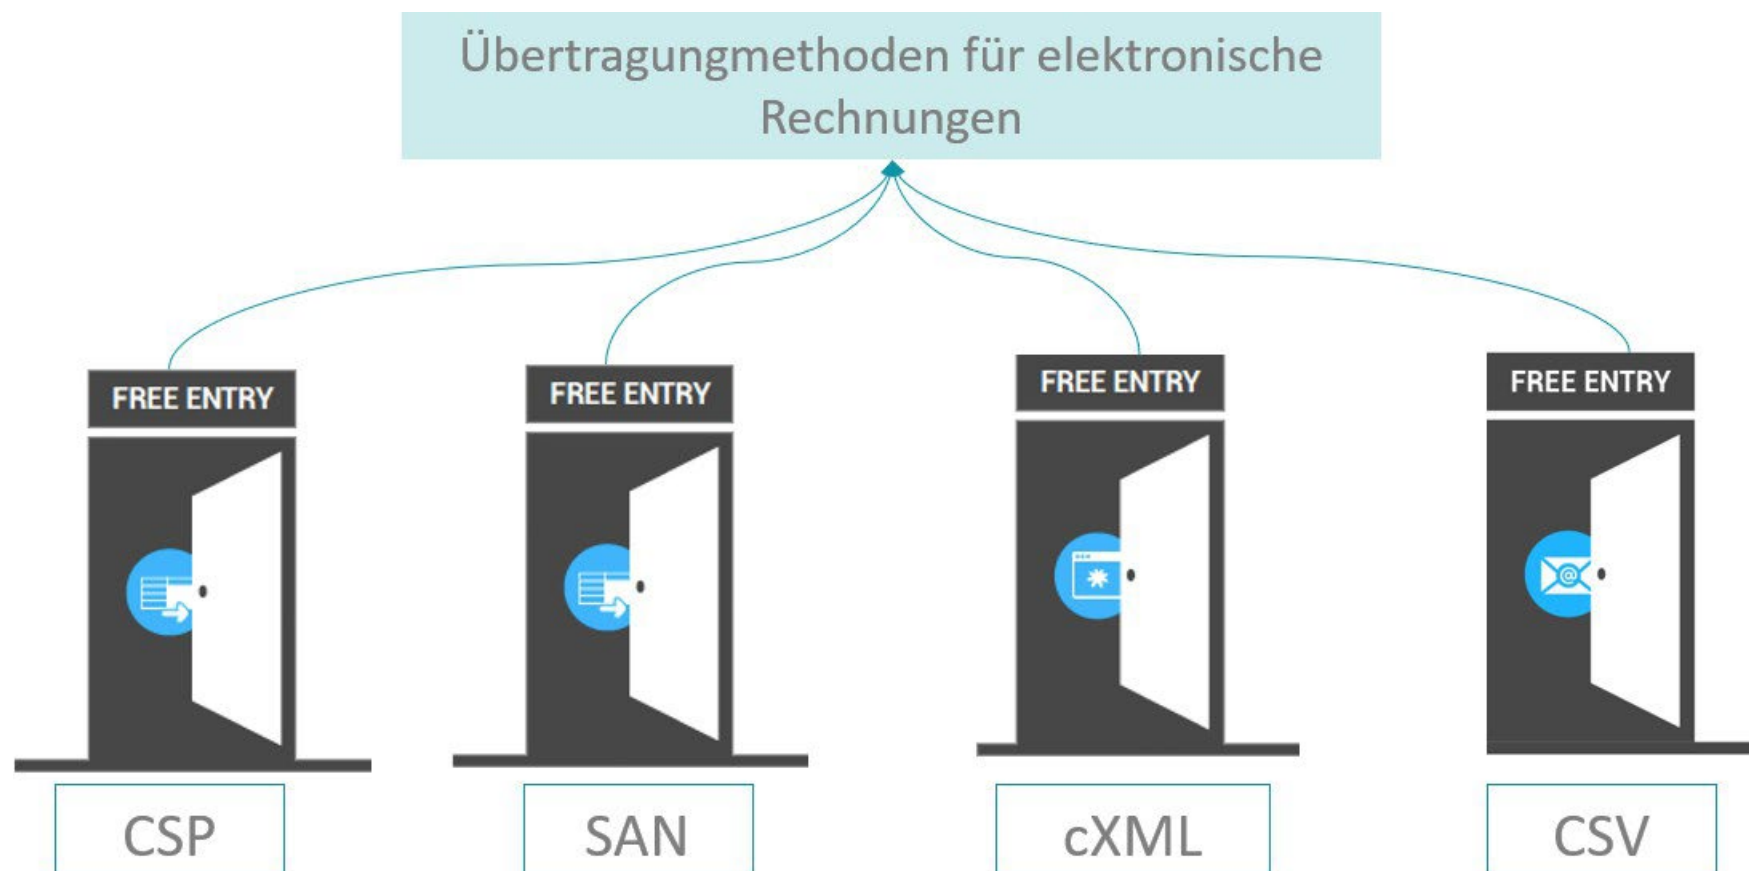 Übertragungmethoden für elektronische
Rechnungen
FREE ENTRY
FREE ENTRY
FREE ENTRY
FREE ENTRY
@
@
CSP
SAN
cXML
CSV